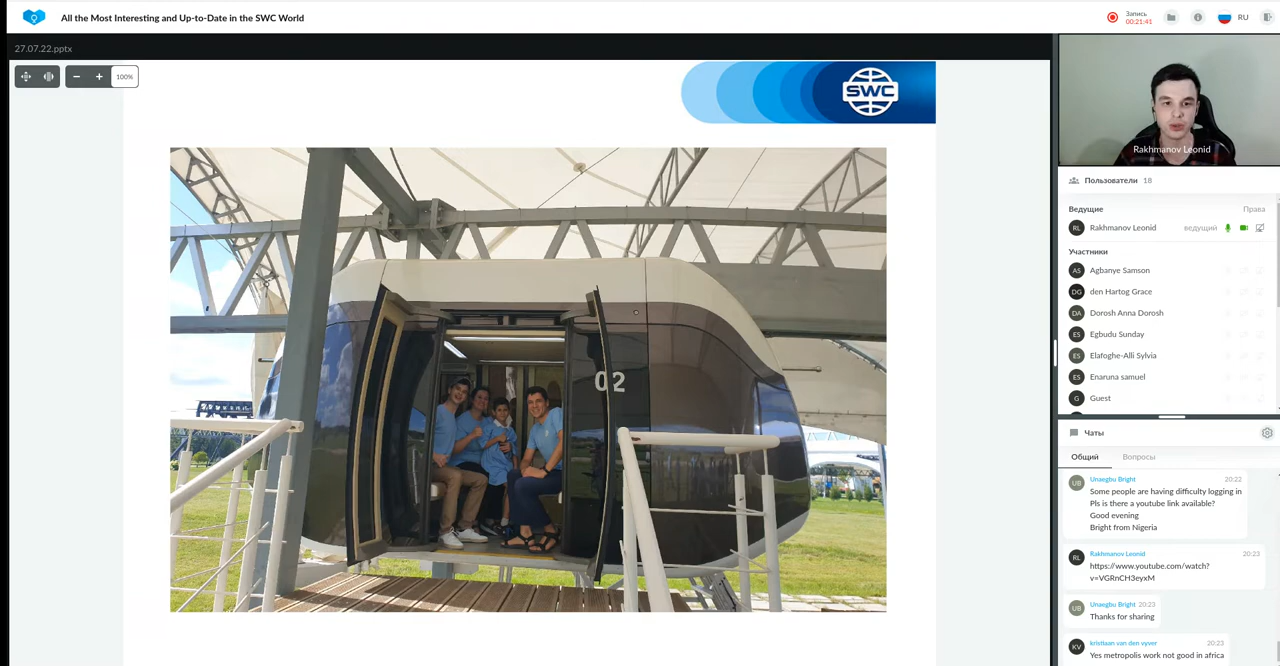 All the Most Interesting and Up-to-Date in the SWC World
Запись
00:21:41
RU
27.07.22.pptx
100%
SWC
02
Rakhmanov Leonid
Пользователи 18
Ведущие Права
RL Rakhmanov Leonid ведущий
Участники
AS Agbanye Samson
DG den Hartog Grace
DA Dorosh Anna Dorosh
ES Egbudu Sunday
ES Elafoghe-Alli Sylvia
ES Enaruna samuel
G Guest
Чаты
Общий Вопросы
UB Unaegbu Bright 20:22
Some people are having difficulty logging in
Pls is there a youtube link available?
Good evening
Bright from Nigeria
RL Rakhmanov Leonid 20:23
https://www.youtube.com/watch?
v=VGRnCH3eyxM
UB Unaegbu Bright 20:23
Thanks for sharing
KV kristiaan van den vyver 20:23
Yes metropolis work not good in africa